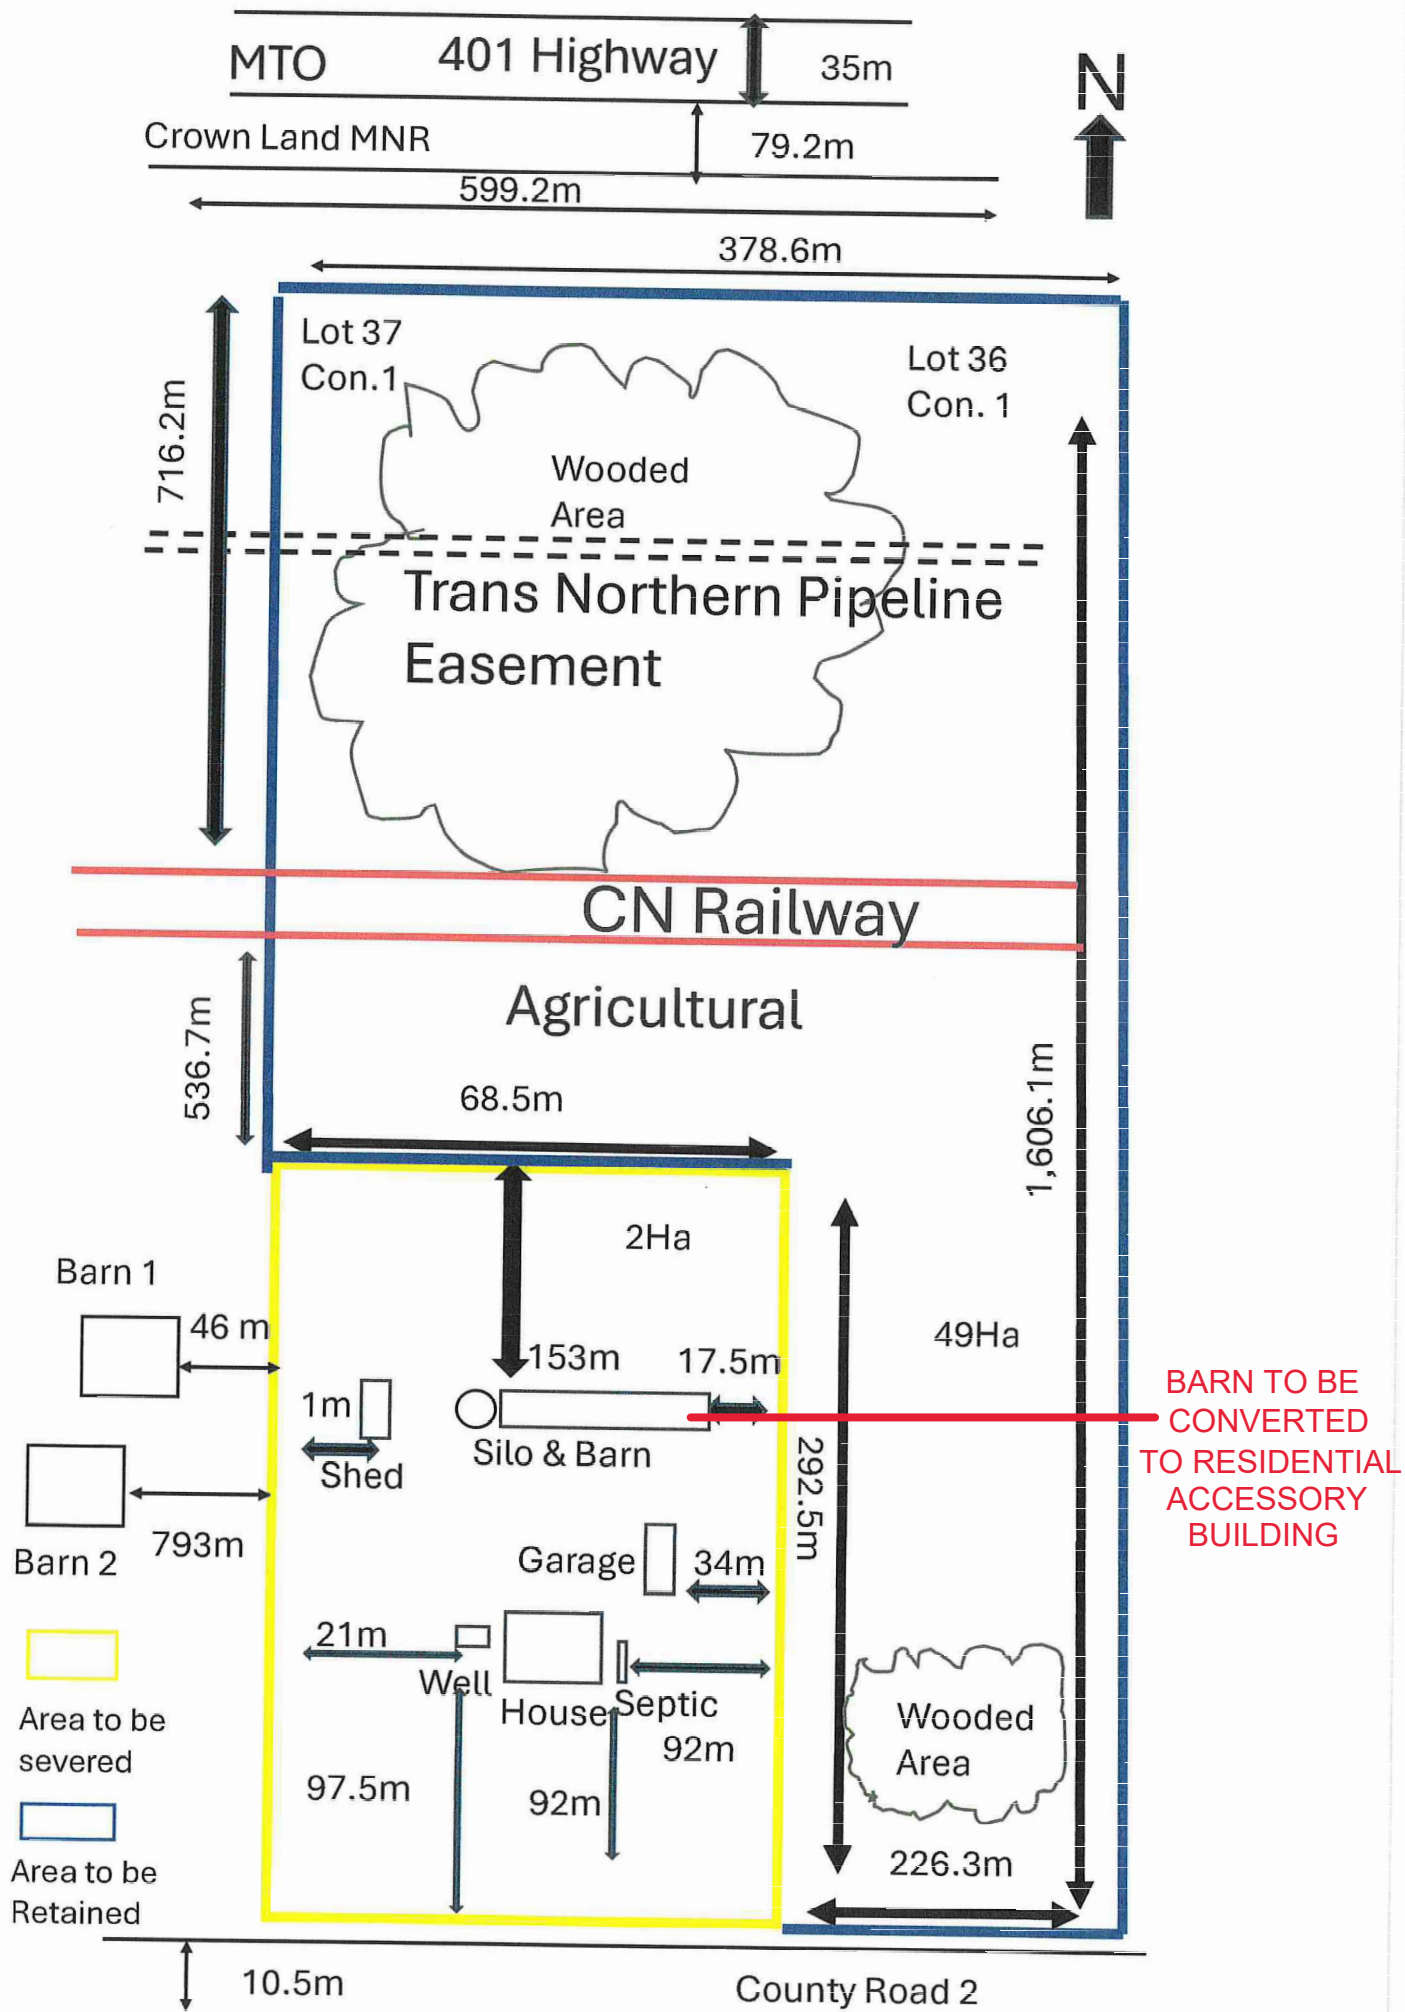 MTO 401 Highway 35m
N
Crown Land MNR 79.2m
599.2m
378.6m
Lot 37
Con.1
Lot 36
Con. 1
716.2m
Wooded
Area
Trans Northern Pipeline
Easement
CN Railway
Agricultural
536.7m
68.5m
1,606.1m
2Ha
Barn 1
46 m
49Ha
153m
17.5m
BARN TO BE
CONVERTED
TO RESIDENTIAL
ACCESSORY
BUILDING
1m
Shed
Silo & Barn
292.5m
Barn 2
793m
Garage
34m
21m
Well
House
Septic
92m
Wooded
Area
Area to be
severed
97.5m
92m
226.3m
Area to be
Retained
10.5m
County Road 2